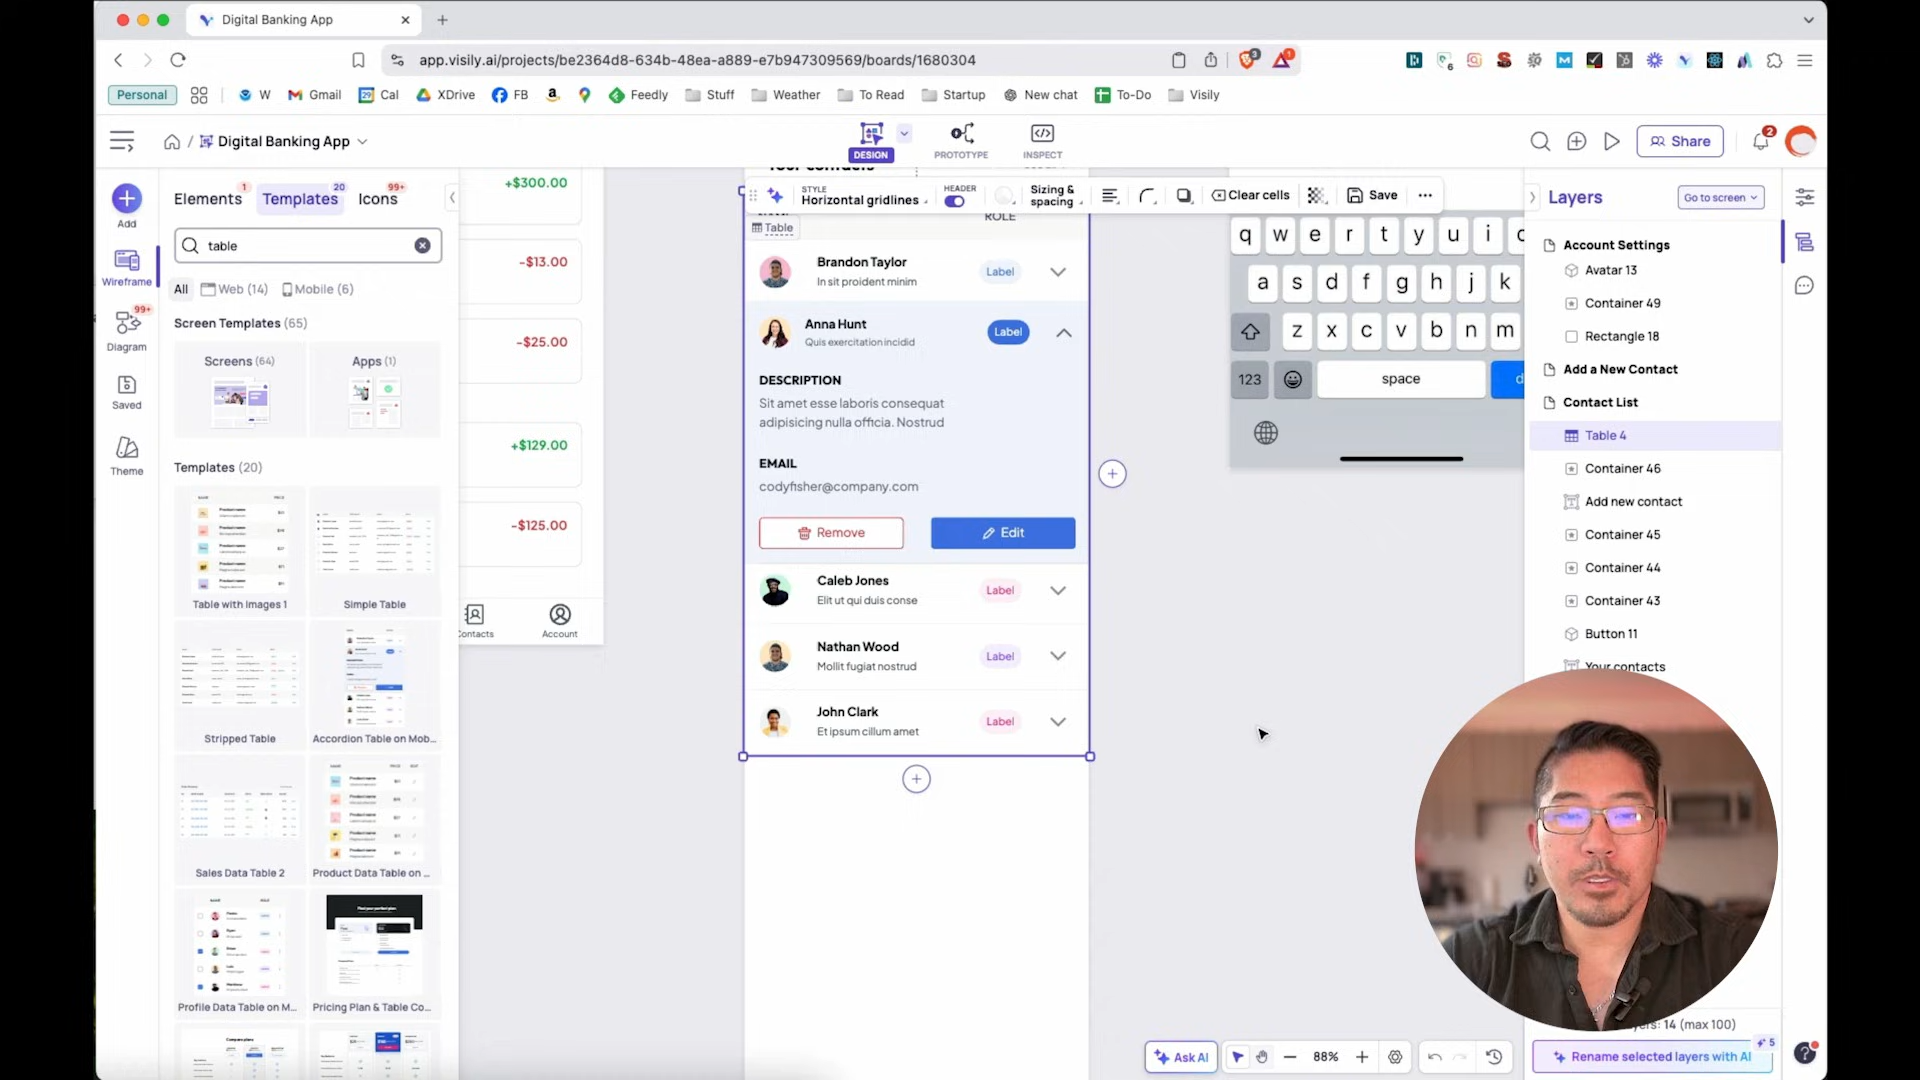 Digital Banking App
app.visily.ai/projects/be2364d8-634b-48ea-a889-e7b947309569/boards/1680304
3
1
6
Personal
W
Gmail
29
Cal
XDrive
FB
Feedly
Stuff
Weather
To Read
Startup
New chat
To-Do
Visily
/ Digital Banking App
DESIGN
PROTOTYPE
INSPECT
Share
2
Add
Wireframe
99+
Diagram
Saved
Theme
Elements 1
Templates 20
Icons 99+
table
All
Web (14)
Mobile (6)
Screen Templates (65)
Screens (64)
Apps (1)
Templates (20)
Table with Images 1
Simple Table
Stripped Table
Accordion Table on Mob...
Sales Data Table 2
Product Data Table on ...
Profile Data Table on M...
Pricing Plan & Table Co...
+$300.00
-$13.00
-$25.00
+$129.00
-$125.00
Contacts
Account
STYLE
Horizontal gridlines
HEADER
Sizing &
spacing
Clear cells
Save
Table
ROLE
Brandon Taylor
In sit proident minim
Label
Anna Hunt
Quis exercitation incidid
Label
DESCRIPTION
Sit amet esse laboris consequat
adipisicing nulla officia. Nostrud
EMAIL
codyfisher@company.com
Remove
Edit
Caleb Jones
Elit ut qui duis conse
Label
Nathan Wood
Mollit fugiat nostrud
Label
John Clark
Et ipsum cillum amet
Label
q w e r t y u i
a s d f g h j k
z x c v b n m
123
space
Layers
Go to screen
Account Settings
Avatar 13
Container 49
Rectangle 18
Add a New Contact
Contact List
Table 4
Container 46
Add new contact
Container 45
Container 44
Container 43
Button 11
Your contacts
14 (max 100)
5
Rename selected layers with AI
Ask AI
88%